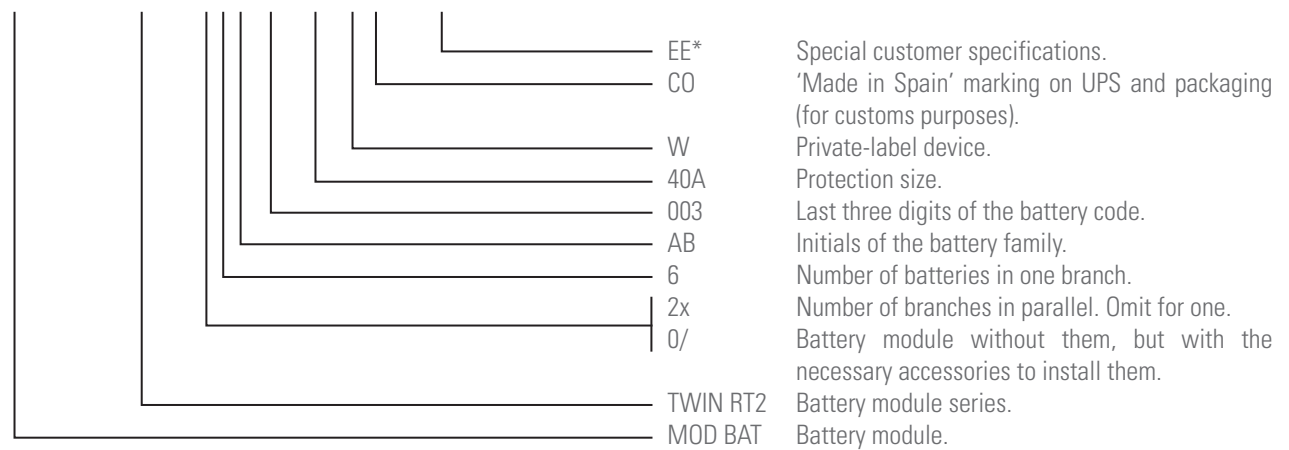 EE* Special customer specifications.
CO ‘Made in Spain’ marking on UPS and packaging
(for customs purposes).
W Private-label device.
40A Protection size.
003 Last three digits of the battery code.
AB Initials of the battery family.
6 Number of batteries in one branch.
2x Number of branches in parallel. Omit for one.
0/ Battery module without them, but with the
necessary accessories to install them.
TWIN RT2 Battery module series.
MOD BAT Battery module.